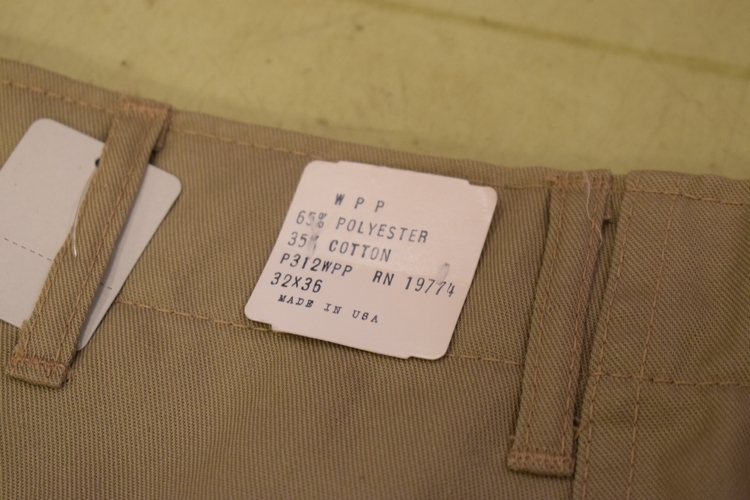 W P P
65% POLYESTER
35% COTTON
P312WPP RN 19774
32X36
MADE IN USA